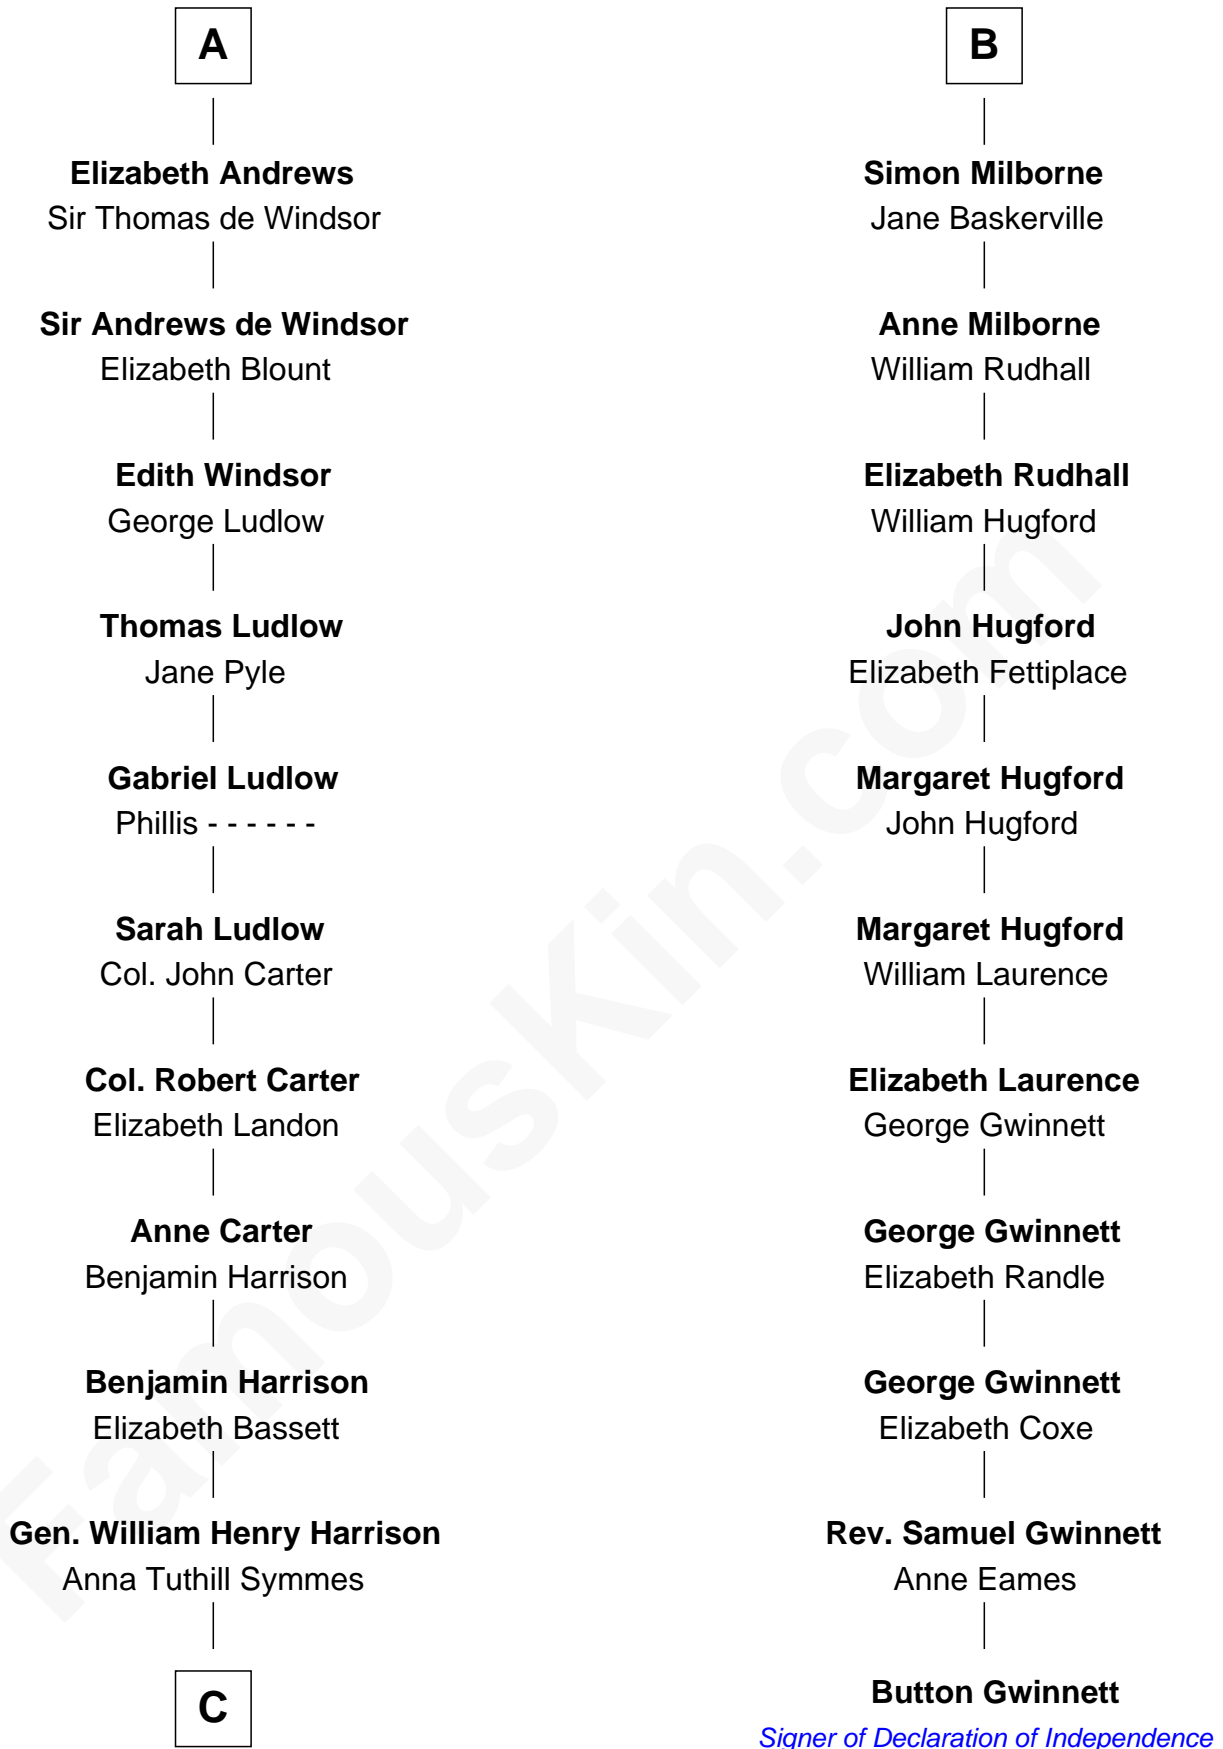 A
Elizabeth Andrews
Sir Thomas de Windsor
Sir Andrews de Windsor
Elizabeth Blount
Edith Windsor
George Ludlow
Thomas Ludlow
Jane Pyle
Gabriel Ludlow
Phillis - - - - - -
Sarah Ludlow
Col. John Carter
Col. Robert Carter
Elizabeth Landon
Anne Carter
Benjamin Harrison
Benjamin Harrison
Elizabeth Bassett
Gen. William Henry Harrison
Anna Tuthill Symmes
C
B
Simon Milborne
Jane Baskerville
Anne Milborne
William Rudhall
Elizabeth Rudhall
William Hugford
John Hugford
Elizabeth Fettiplace
Margaret Hugford
John Hugford
Margaret Hugford
William Laurence
Elizabeth Laurence
George Gwinnett
George Gwinnett
Elizabeth Randle
George Gwinnett
Elizabeth Coxe
Rev. Samuel Gwinnett
Anne Eames
Button Gwinnett
Signer of Declaration of Independence
FamousKin.com